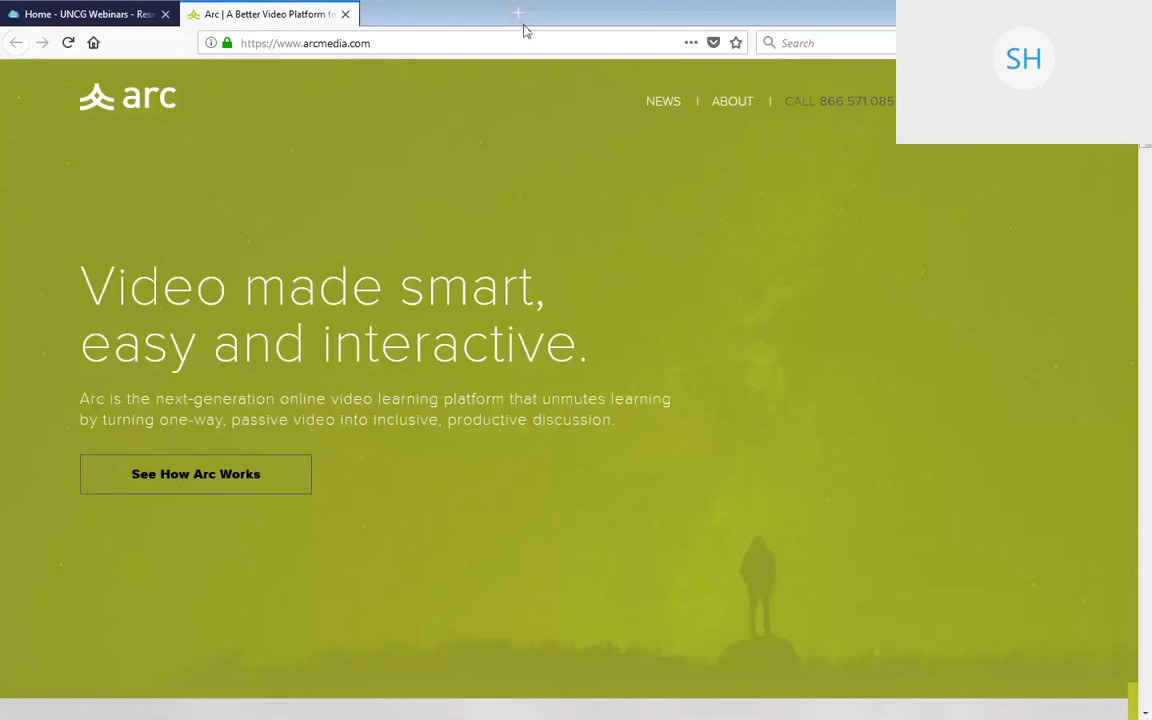 Home - UNCG Webinars - Rese
Arc | A Better Video Platform fo
https://www.arcmedia.com
Search
SH
arc
NEWS | ABOUT | CALL 866.571.085
Video made smart,
easy and interactive.
Arc is the next-generation online video learning platform that unmutes learning
by turning one-way, passive video into inclusive, productive discussion.
See How Arc Works